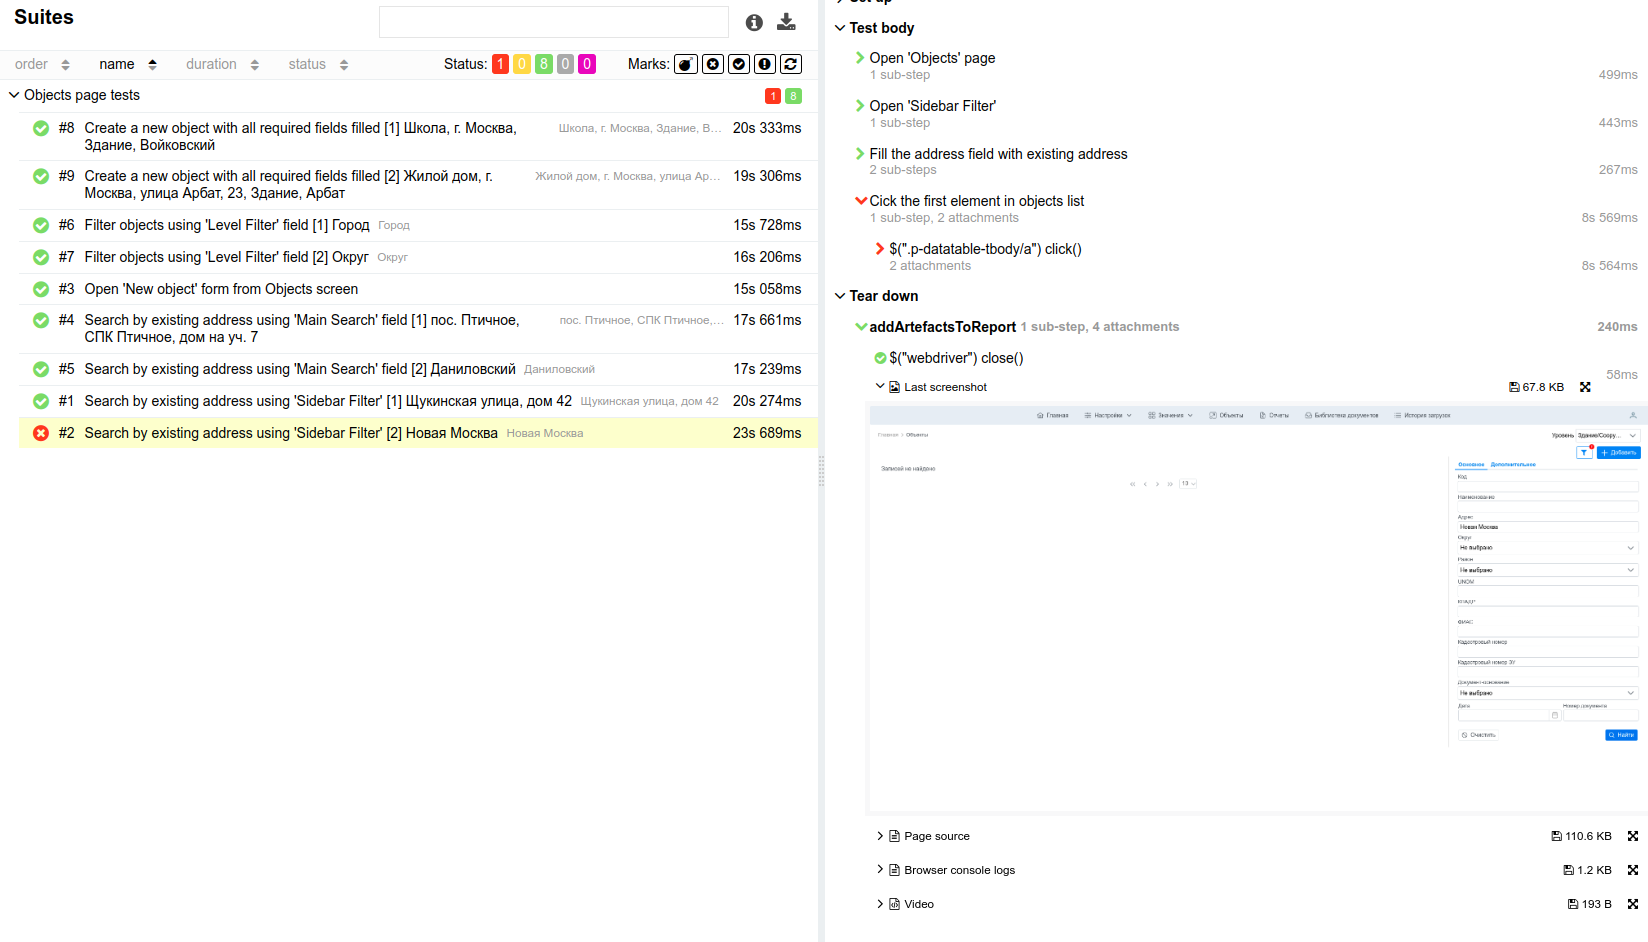 Suites
order name duration status Status: 1 0 8 0 0 Marks:
Objects page tests 1 8
#8 Create a new object with all required fields filled [1] Школа, г. Москва, Здание, Войковский Школа, г. Москва, Здание, В... 20s 333ms
#9 Create a new object with all required fields filled [2] Жилой дом, г. Москва, улица Арбат, 23, Здание, Арбат Жилой дом, г. Москва, улица Ар... 19s 306ms
#6 Filter objects using 'Level Filter' field [1] Город Город 15s 728ms
#7 Filter objects using 'Level Filter' field [2] Округ Округ 16s 206ms
#3 Open 'New object' form from Objects screen 15s 058ms
#4 Search by existing address using 'Main Search' field [1] пос. Птичное, СПК Птичное, дом на уч. 7 пос. Птичное, СПК Птичное,... 17s 661ms
#5 Search by existing address using 'Main Search' field [2] Даниловский Даниловский 17s 239ms
#1 Search by existing address using 'Sidebar Filter' [1] Щукинская улица, дом 42 Щукинская улица, дом 42 20s 274ms
#2 Search by existing address using 'Sidebar Filter' [2] Новая Москва Новая Москва 23s 689ms
Set up
Test body
Open 'Objects' page
1 sub-step 499ms
Open 'Sidebar Filter'
1 sub-step 443ms
Fill the address field with existing address
2 sub-steps 267ms
Cick the first element in objects list
1 sub-step, 2 attachments 8s 569ms
$(".p-datatable-tbody/a") click()
2 attachments 8s 564ms
Tear down
addArtefactsToReport 1 sub-step, 4 attachments 240ms
$("webdriver") close()
58ms
Last screenshot 67.8 KB
Главная Настройки Значения Объекты Отчеты Библиотека документов История загрузок
Главная > Объекты
Уровень Здание/Соору...
Добавить
Записей не найдено
Основное Дополнительное
Код
« ‹ › » 13
Наименование
Адрес
Новая Москва
Округ
Не выбрано
Район
Не выбрано
UNOM
ФИАС
Кадастровый номер
Кадастровый номер ЗУ
Документ-основание
Не выбрано
Дата Номер документа
Очистить Найти
Page source 110.6 KB
Browser console logs 1.2 KB
Video 193 B